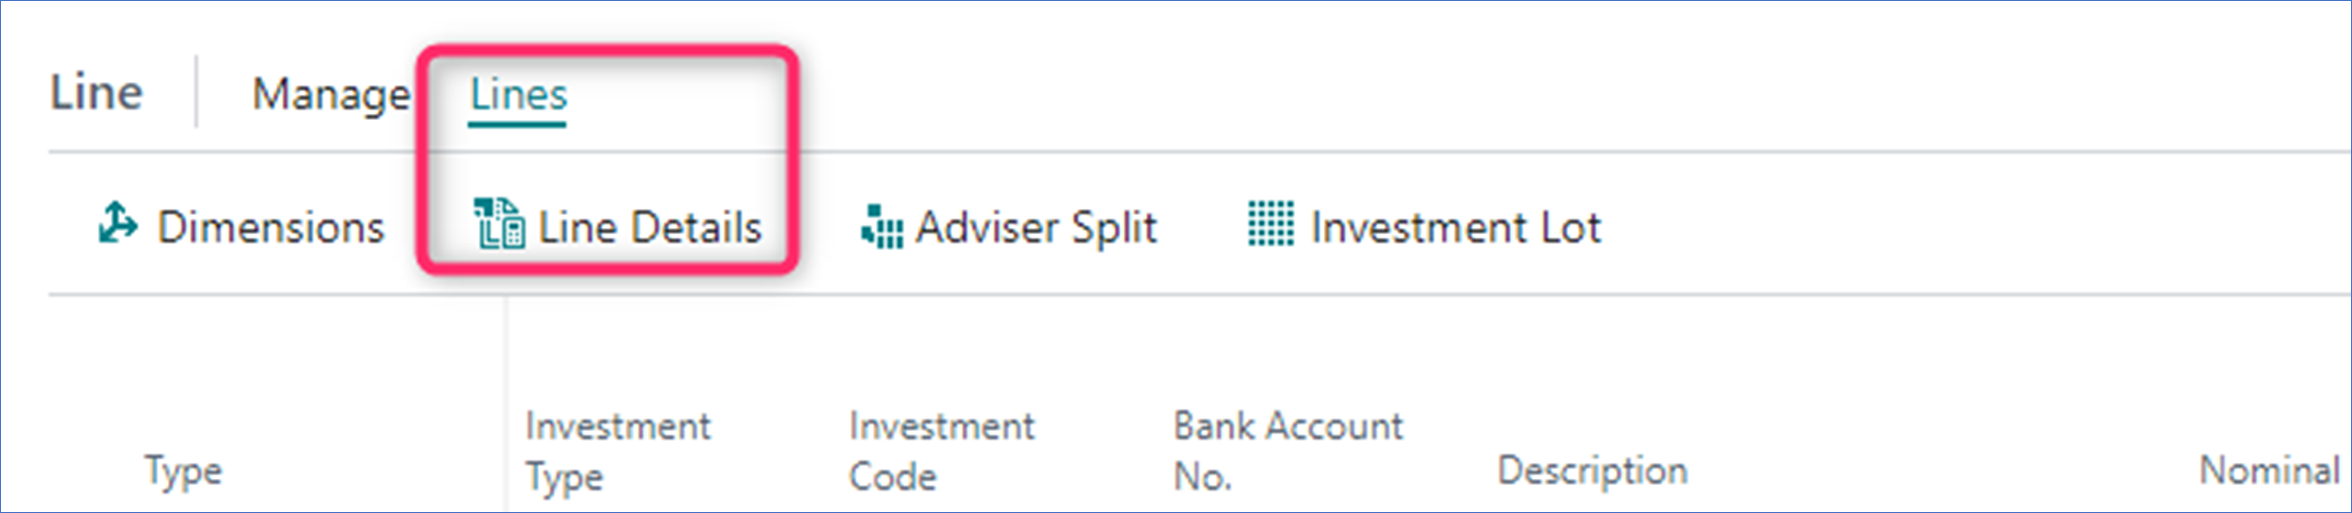 Line Manage Lines
Dimensions Line Details Adviser Split Investment Lot
Type Investment Type Investment Code Bank Account No. Description Nominal